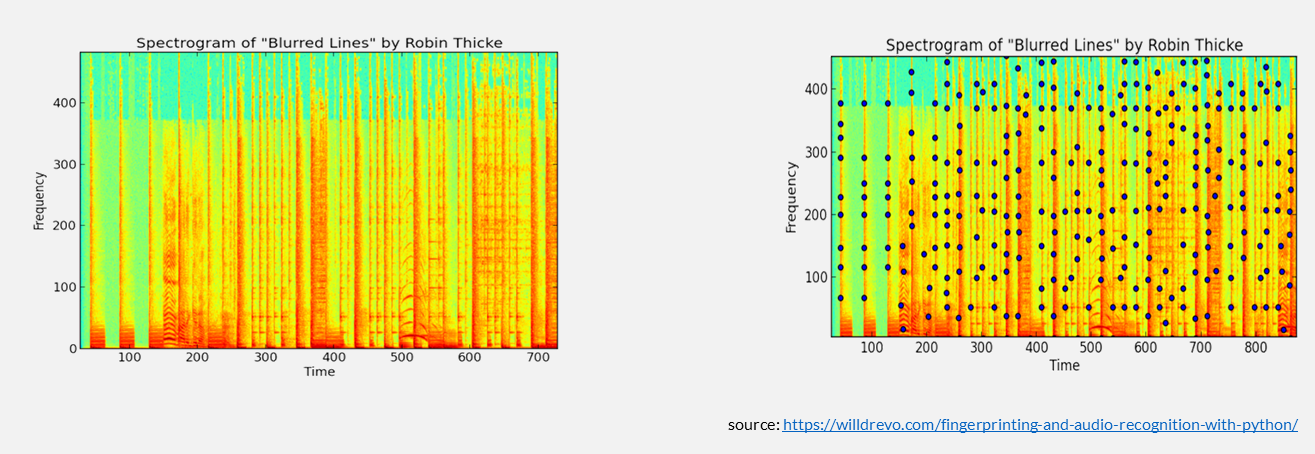 Spectrogram of "Blurred Lines" by Robin Thicke
400
300
200
100
0
Frequency
100 200 300 400 500 600 700
Time
Spectrogram of "Blurred Lines" by Robin Thicke
400
300
200
100
Frequency
100 200 300 400 500 600 700 800
Time
source: https://willdrevo.com/fingerprinting-and-audio-recognition-with-python/